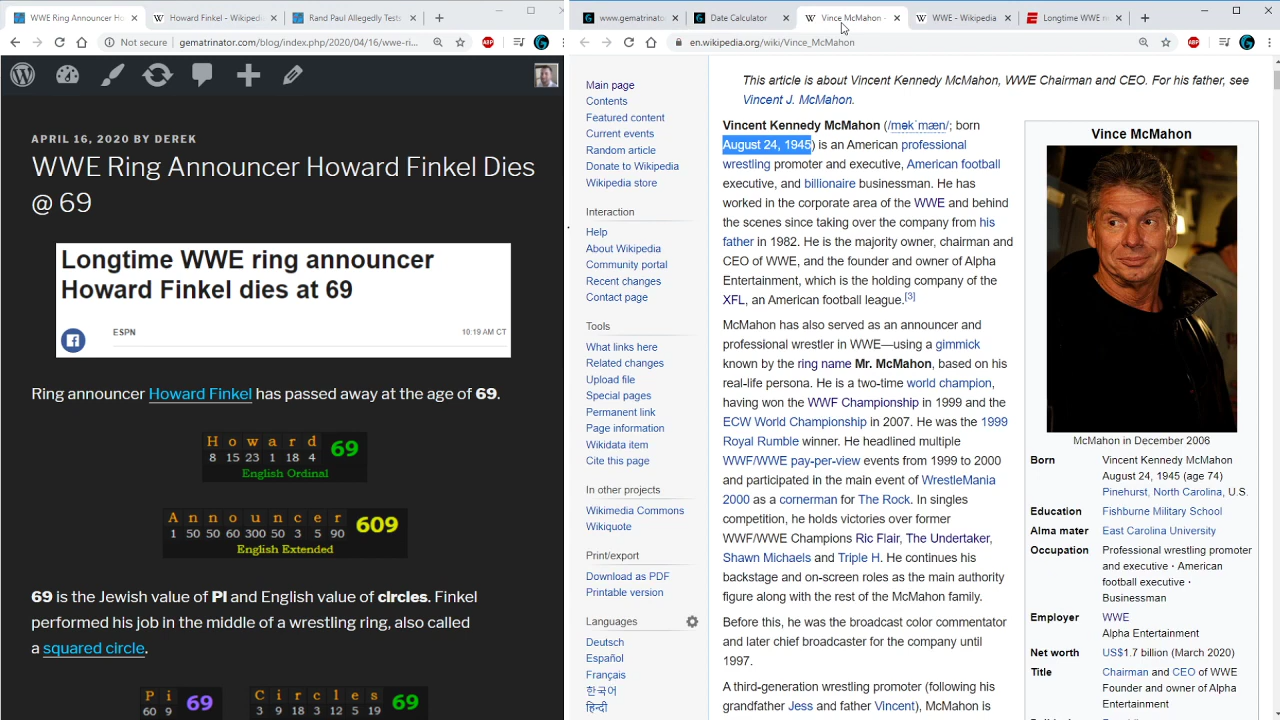 WWE Ring Announcer Ho
Howard Finkel - Wikiped
Rand Paul Allegedly Tests
Not secure
gematrinator.com/blog/index.php/2020/04/16/wwe-ri...
ABP
APRIL 16, 2020 BY DEREK
WWE Ring Announcer Howard Finkel Dies
@ 69
Longtime WWE ring announcer
Howard Finkel dies at 69
ESPN
10:19 AM CT
Ring announcer Howard Finkel has passed away at the age of 69.
H o w a r d 69
8 15 23 1 18 4
English Ordinal
A n n o u n c e r 609
1 50 50 60 300 50 3 5 90
English Extended
69 is the Jewish value of Pi and English value of circles. Finkel
performed his job in the middle of a wrestling ring, also called
a squared circle.
P i 69
60 9
C i r c l e s 69
3 9 18 3 12 5 19
www.gematrinator.c
Date Calculator
Vince McMahon -
WWE - Wikipedia
Longtime WWE ri
en.wikipedia.org/wiki/Vince_McMahon
ABP
Main page
Contents
Featured content
Current events
Random article
Donate to Wikipedia
Wikipedia store
Interaction
Help
About Wikipedia
Community portal
Recent changes
Contact page
Tools
What links here
Related changes
Upload file
Special pages
Permanent link
Page information
Wikidata item
Cite this page
In other projects
Wikimedia Commons
Wikiquote
Print/export
Download as PDF
Printable version
Languages
Deutsch
Español
Français
한국어
हिन्दी
This article is about Vincent Kennedy McMahon, WWE Chairman and CEO. For his father, see
Vincent J. McMahon.
Vincent Kennedy McMahon (/məkˈmæn/; born
August 24, 1945) is an American professional
wrestling promoter and executive, American football
executive, and billionaire businessman. He has
worked in the corporate area of the WWE and behind
the scenes since taking over the company from his
father in 1982. He is the majority owner, chairman and
CEO of WWE, and the founder and owner of Alpha
Entertainment, which is the holding company of the
XFL, an American football league.[3]
McMahon has also served as an announcer and
professional wrestler in WWE—using a gimmick
known by the ring name Mr. McMahon, based on his
real-life persona. He is a two-time world champion,
having won the WWF Championship in 1999 and the
ECW World Championship in 2007. He was the 1999
Royal Rumble winner. He headlined multiple
WWF/WWE pay-per-view events from 1999 to 2000
and participated in the main event of WrestleMania
2000 as a cornerman for The Rock. In singles
competition, he holds victories over former
WWF/WWE Champions Ric Flair, The Undertaker,
Shawn Michaels and Triple H. He continues his
backstage and on-screen roles as the main authority
figure along with the rest of the McMahon family.
Before this, he was the broadcast color commentator
and later chief broadcaster for the company until
1997.
A third-generation wrestling promoter (following his
grandfather Jess and father Vincent), McMahon is
Vince McMahon
McMahon in December 2006
Born Vincent Kennedy McMahon
August 24, 1945 (age 74)
Pinehurst, North Carolina, U.S.
Education Fishburne Military School
Alma mater East Carolina University
Occupation Professional wrestling promoter
and executive · American
football executive ·
Businessman
Employer WWE
Alpha Entertainment
Net worth US$1.7 billion (March 2020)
Title Chairman and CEO of WWE
Founder and owner of Alpha
Entertainment